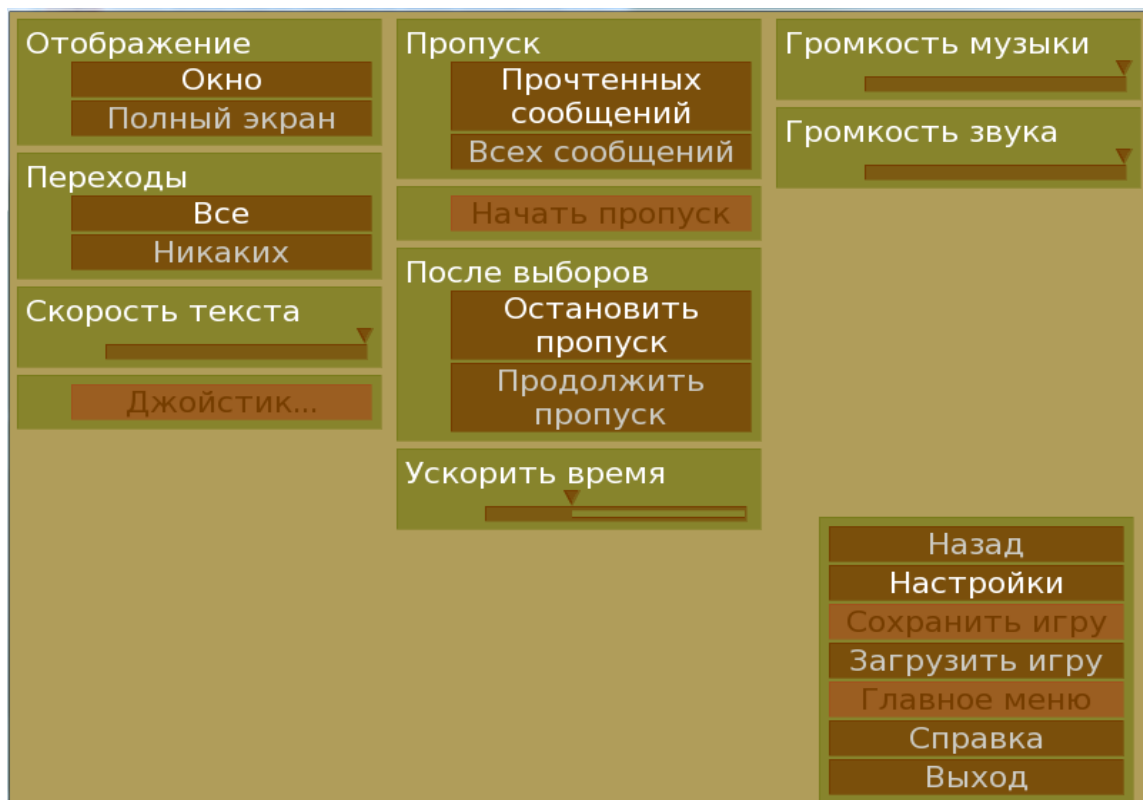 Отображение
Окно
Полный экран
Переходы
Все
Никаких
Скорость текста
Джойстик...
Пропуск
Прочтенных
сообщений
Всех сообщений
Начать пропуск
После выборов
Остановить
пропуск
Продолжить
пропуск
Ускорить время
Громкость музыки
Громкость звука
Назад
Настройки
Сохранить игру
Загрузить игру
Главное меню
Справка
Выход